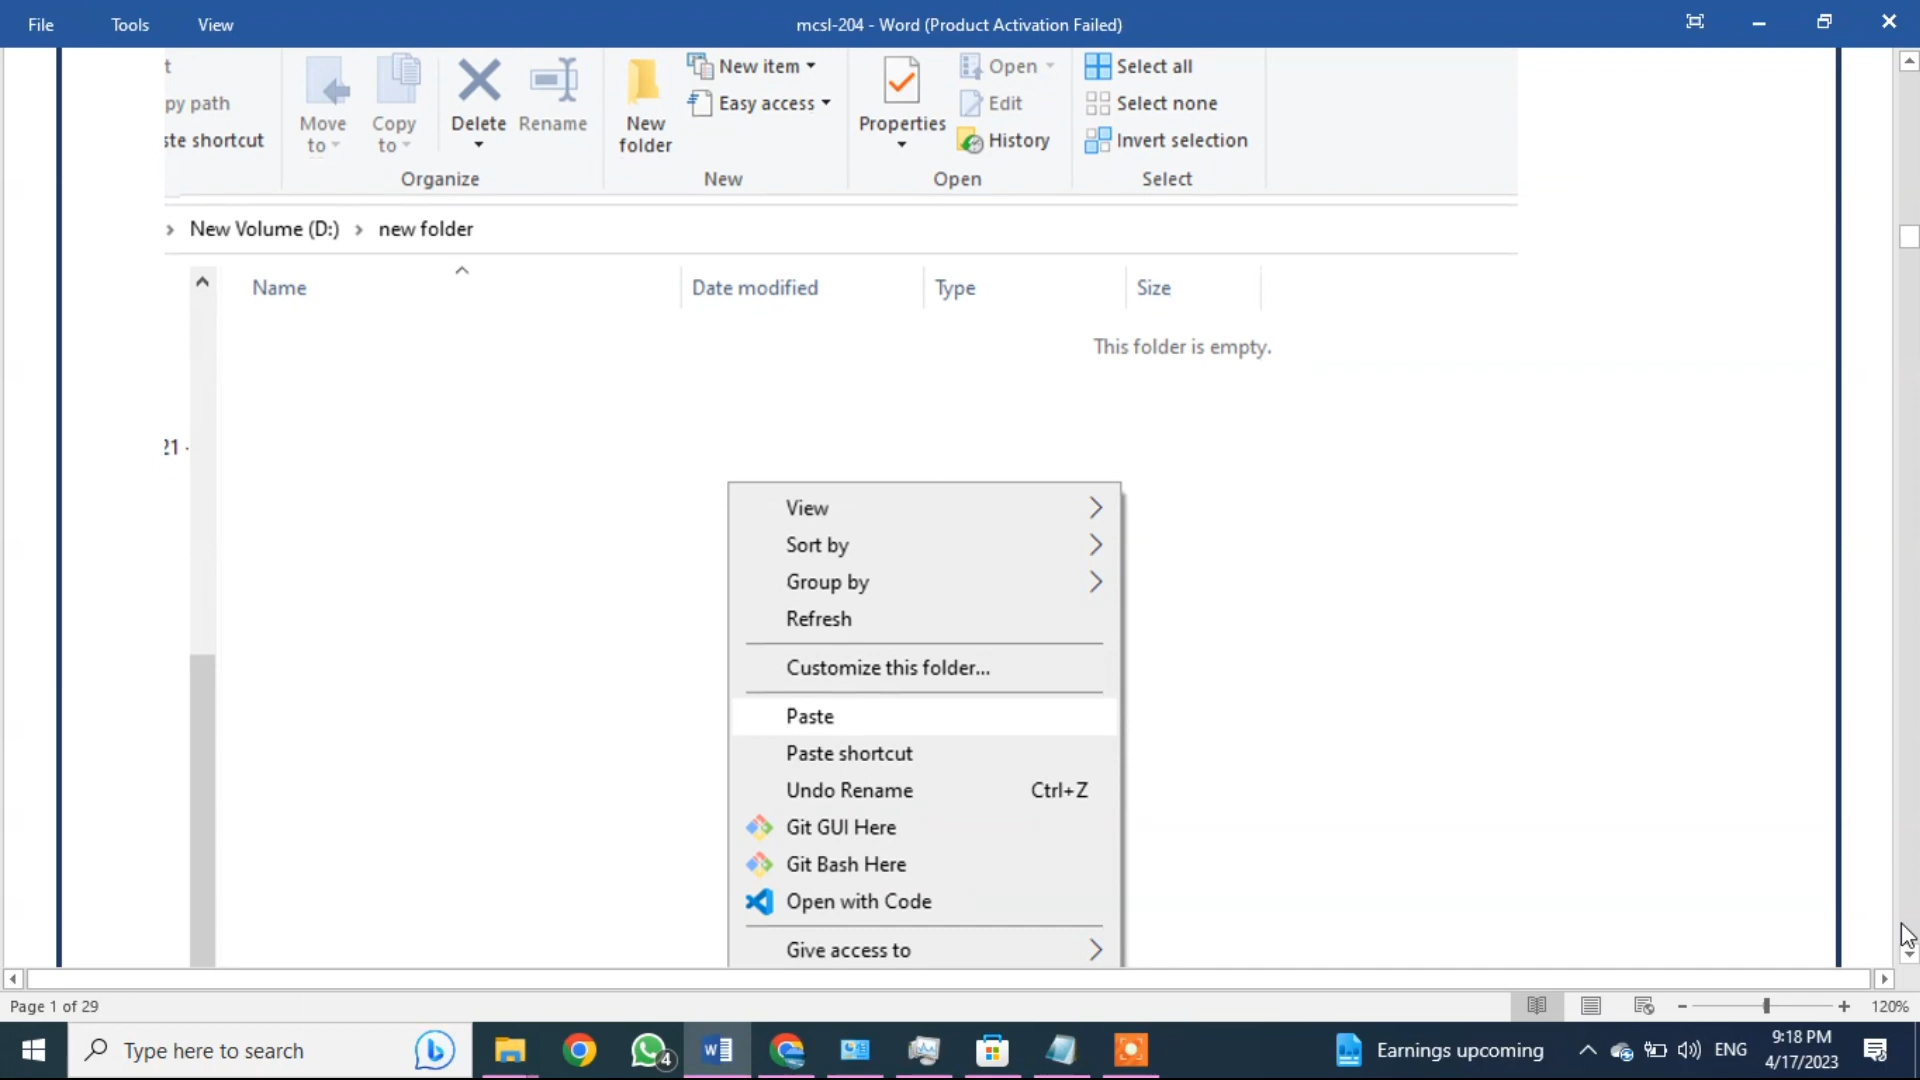 File Tools View mcsl-204 - Word (Product Activation Failed)
t New item Open Select all
py path Easy access Edit Select none
ste shortcut Move to Copy to Delete Rename New folder Properties History Invert selection
Organize New Open Select
New Volume (D:) > new folder
Name Date modified Type Size
This folder is empty.
21 -
View
Sort by
Group by
Refresh
Customize this folder...
Paste
Paste shortcut
Undo Rename Ctrl+Z
Git GUI Here
Git Bash Here
Open with Code
Give access to
Page 1 of 29 120%
Type here to search 4 Earnings upcoming ENG 9:18 PM
4/17/2023